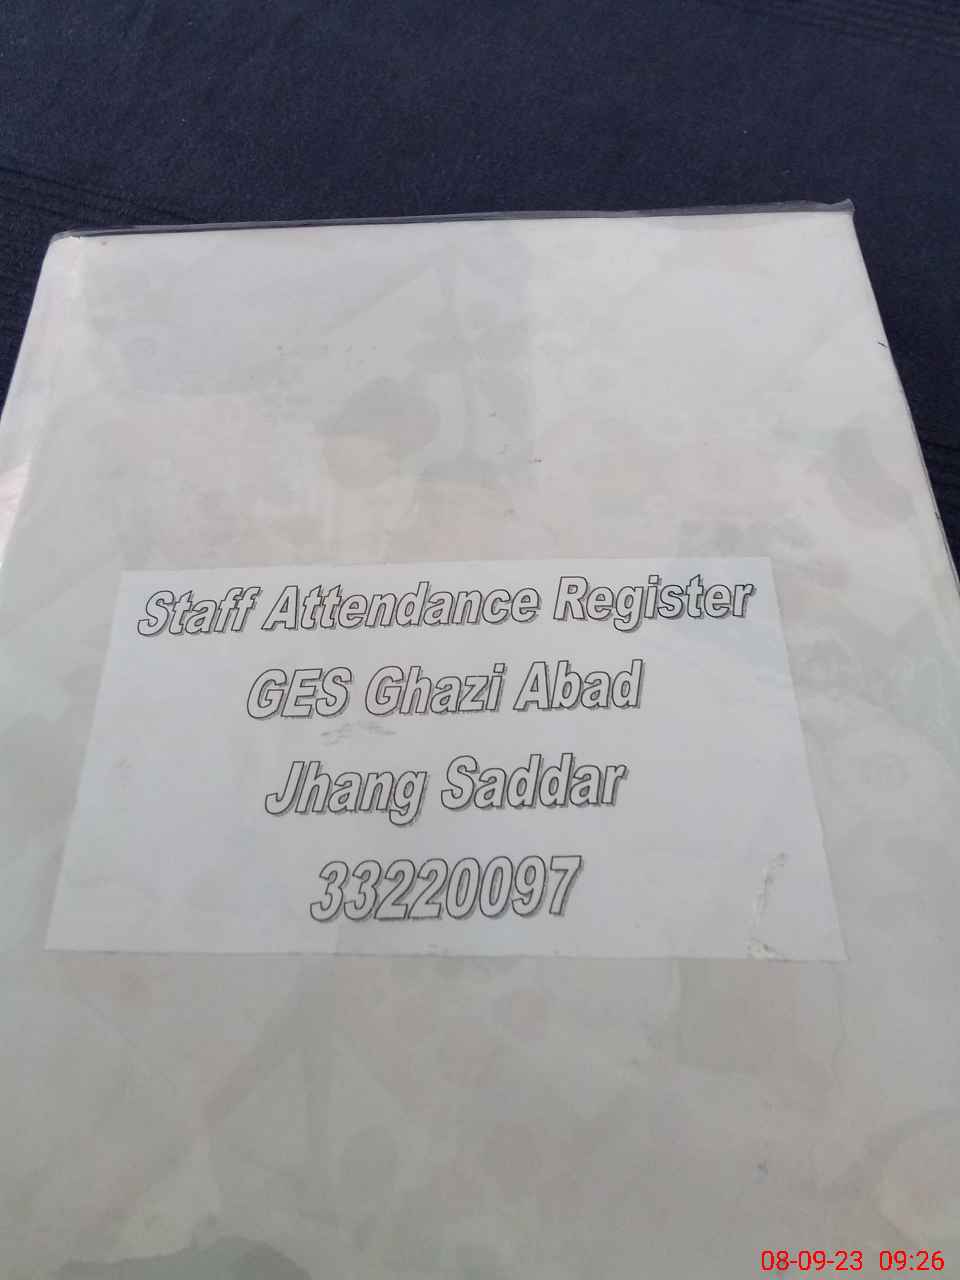 Staff Attendance Register
GES Ghazi Abad
Jhang Saddar
33220097
08-09-23 09:26